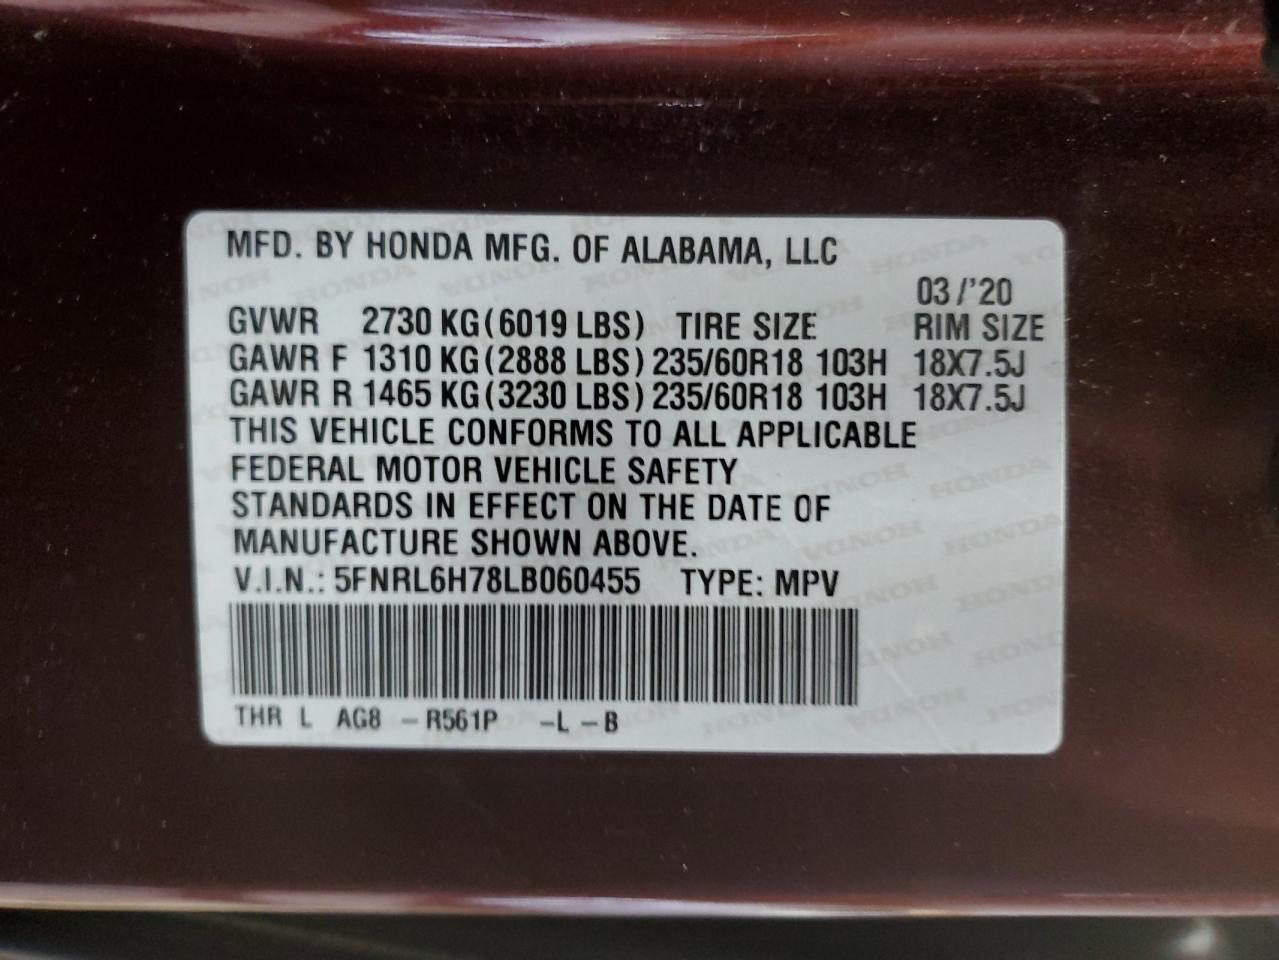 MFD. BY HONDA MFG. OF ALABAMA, LLC
03/'20
GVWR 2730 KG(6019 LBS) TIRE SIZE RIM SIZE
GAWR F 1310 KG(2888 LBS) 235/60R18 103H 18X7.5J
GAWR R 1465 KG(3230 LBS) 235/60R18 103H 18X7.5J
THIS VEHICLE CONFORMS TO ALL APPLICABLE
FEDERAL MOTOR VEHICLE SAFETY
STANDARDS IN EFFECT ON THE DATE OF
MANUFACTURE SHOWN ABOVE.
V.I.N.: 5FNRL6H78LB060455 TYPE: MPV
THR L AG8 -R561P -L -B